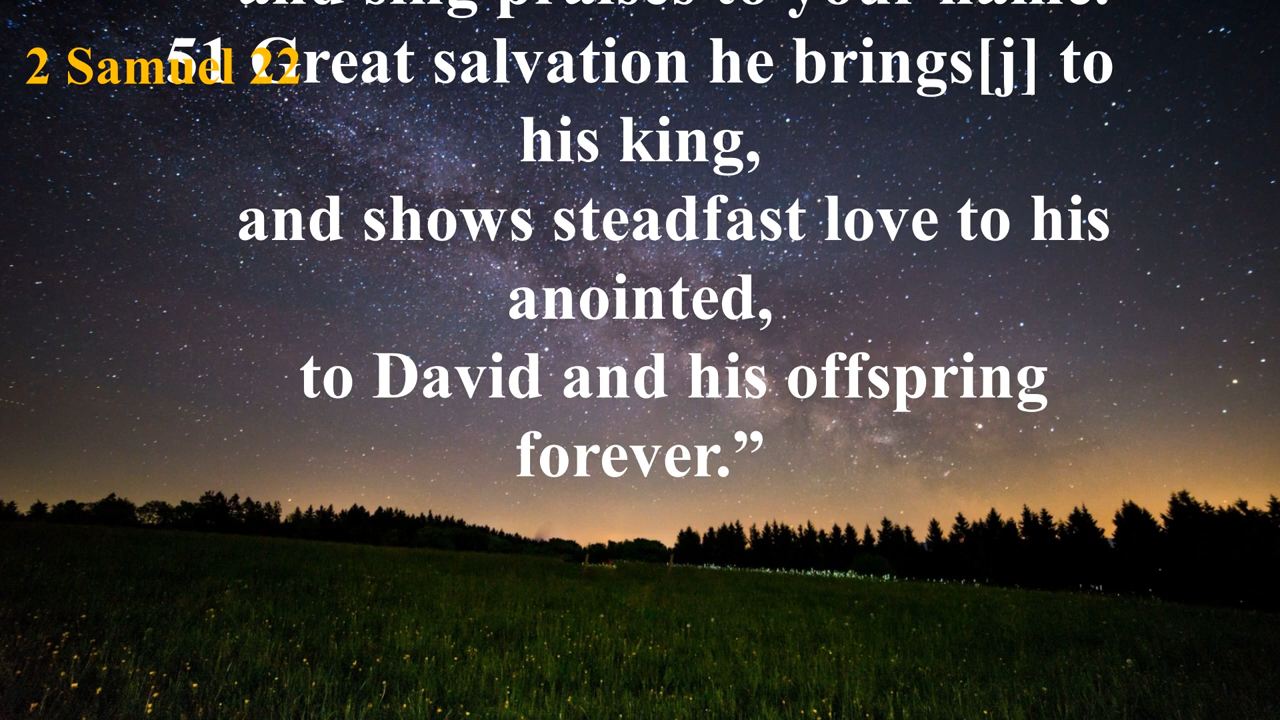 and sing praises to your name.
2 Samuel 22
51 Great salvation he brings[j] to
his king,
and shows steadfast love to his
anointed,
to David and his offspring
forever.”